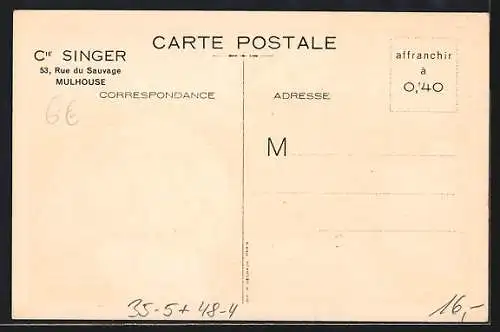 CARTE POSTALE
Cie SINGER
53, Rue du Sauvage
MULHOUSE
affranchir
à
0,'40
CORRESPONDANCE
ADRESSE
6€
M
35-5+ 48-4
16,-